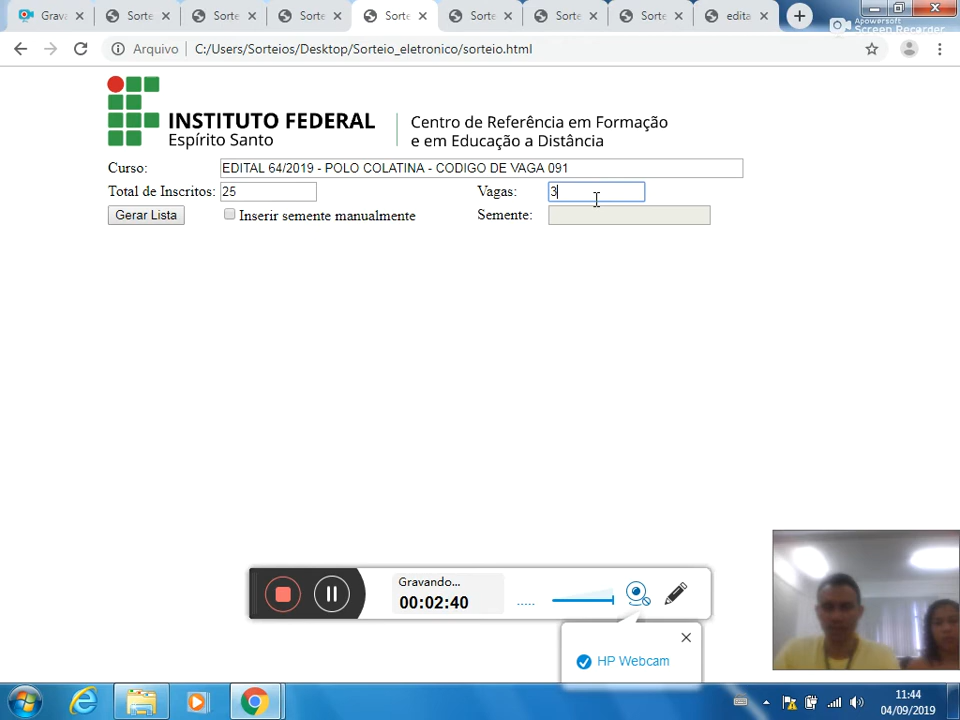 Grava
Sorte
Sorte
Sorte
Sorte
Sorte
Sorte
Sorte
edita
Apowersoft
Screen Recorder
Arquivo
C:/Users/Sorteios/Desktop/Sorteio_eletronico/sorteio.html
INSTITUTO FEDERAL
Espírito Santo
Centro de Referência em Formação
e em Educação a Distância
Curso: EDITAL 64/2019 - POLO COLATINA - CODIGO DE VAGA 091
Total de Inscritos: 25 Vagas: 3
Gerar Lista Inserir semente manualmente Semente:
Gravando...
00:02:40
HP Webcam
11:44
04/09/2019